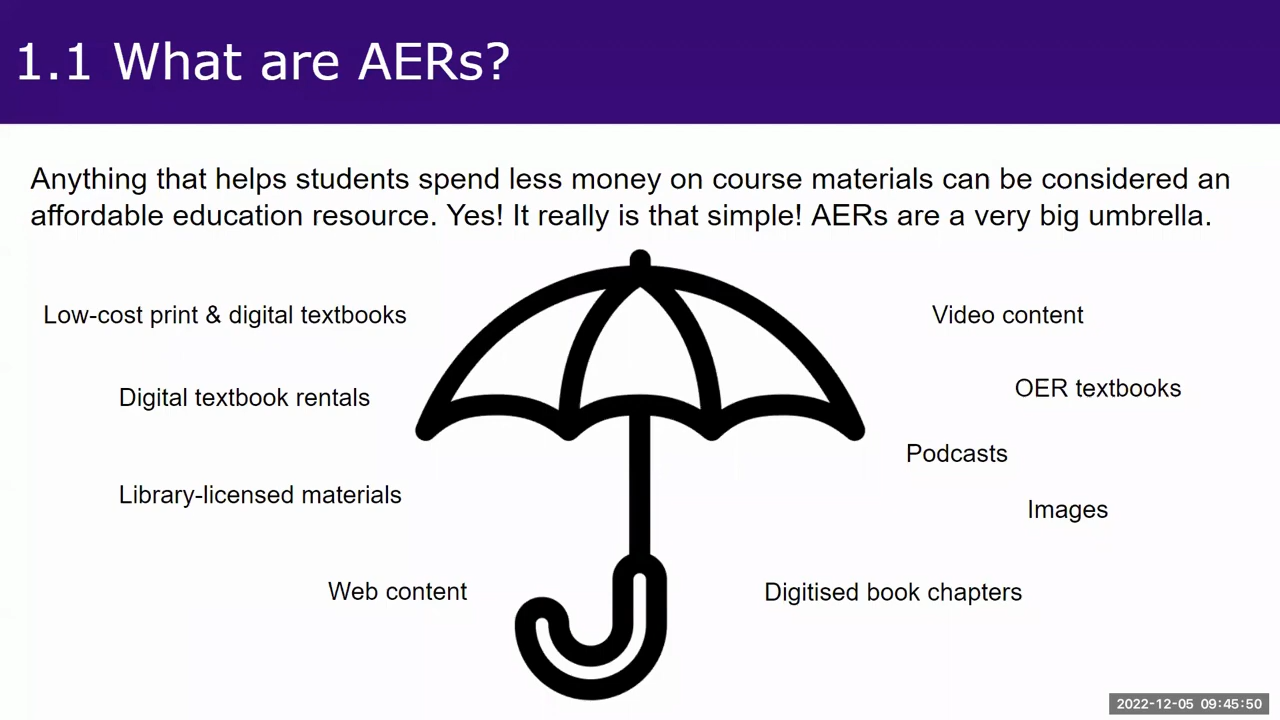 1.1 What are AERs?
Anything that helps students spend less money on course materials can be considered an
affordable education resource. Yes! It really is that simple! AERs are a very big umbrella.
Low-cost print & digital textbooks
Video content
Digital textbook rentals
OER textbooks
Podcasts
Library-licensed materials
Images
Web content
Digitised book chapters
2022-12-05 09:45:50